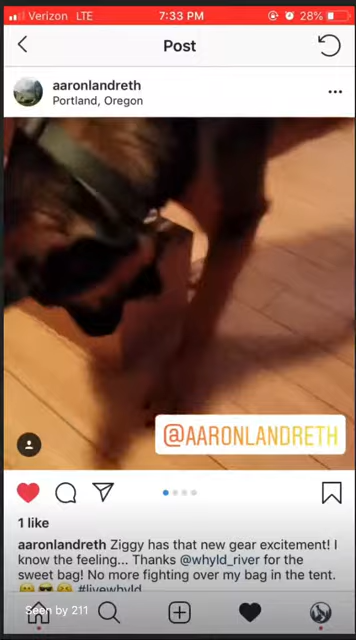 Verizon LTE 7:33 PM 28%
Post
aaronlandreth
Portland, Oregon
@AARONLANDRETH
1 like
aaronlandreth Ziggy has that new gear excitement! I
know the feeling... Thanks @whyld_river for the
sweet bag! No more fighting over my bag in the tent.
😄😎😄 #livewhyld
Seen by 211